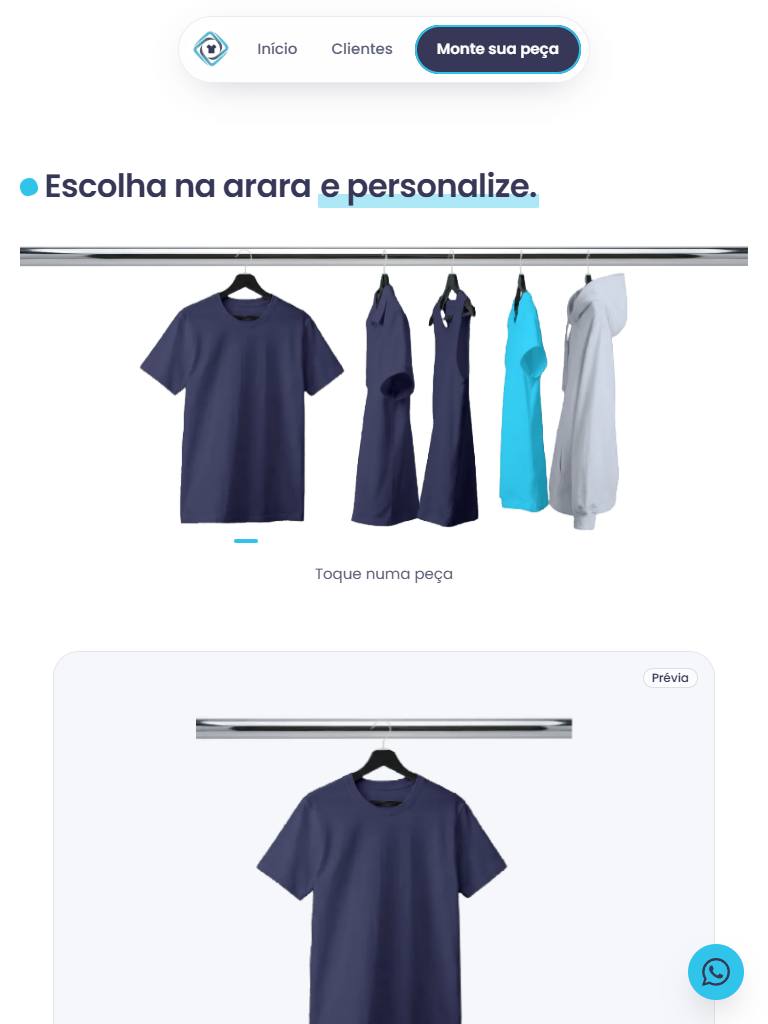 Início
Clientes
Monte sua peça
Escolha na arara e personalize.
Toque numa peça
Prévia